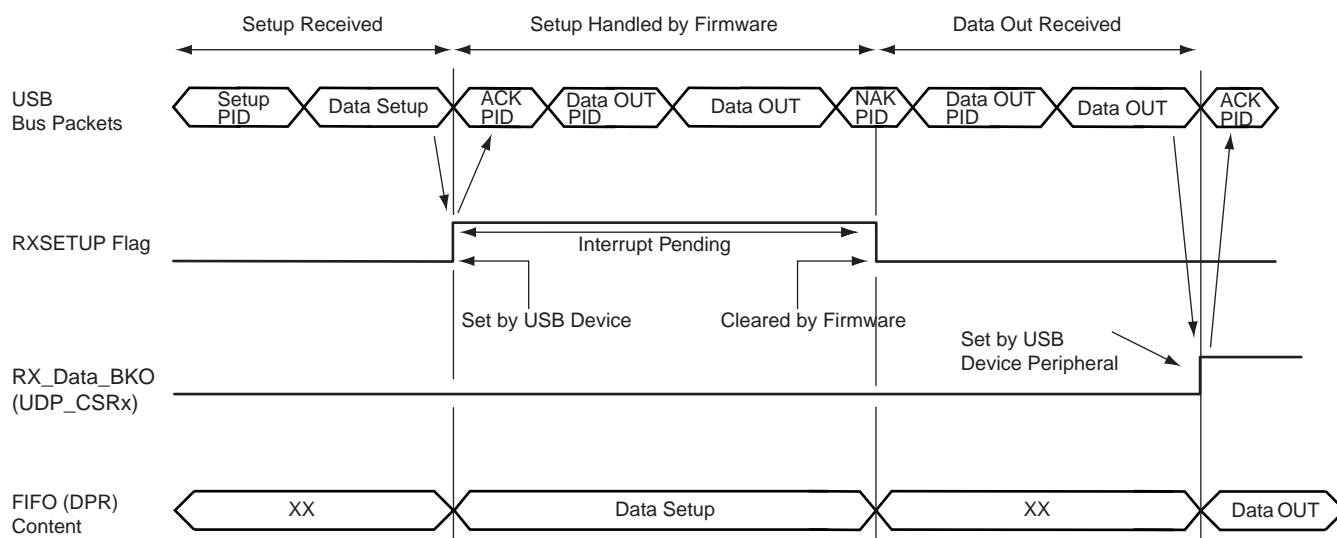 Setup Received
Setup Handled by Firmware
Data Out Received
USB
Bus Packets
Setup
PID
Data Setup
ACK
PID
Data OUT
PID
Data OUT
NAK
PID
Data OUT
PID
Data OUT
ACK
PID
RXSETUP Flag
Interrupt Pending
Set by USB Device
Cleared by Firmware
Set by USB
Device Peripheral
RX_Data_BKO
(UDP_CSRx)
FIFO (DPR)
Content
XX
Data Setup
XX
Data OUT